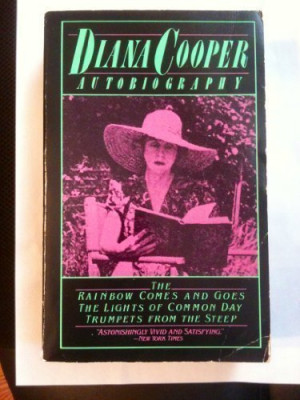 DIANA COOPER
AUTOBIOGRAPHY
THE
RAINBOW COMES AND GOES
THE LIGHTS OF COMMON DAY
TRUMPETS FROM THE STEEP
"ASTONISHINGLY VIVID AND SATISFYING."
—NEW YORK TIMES